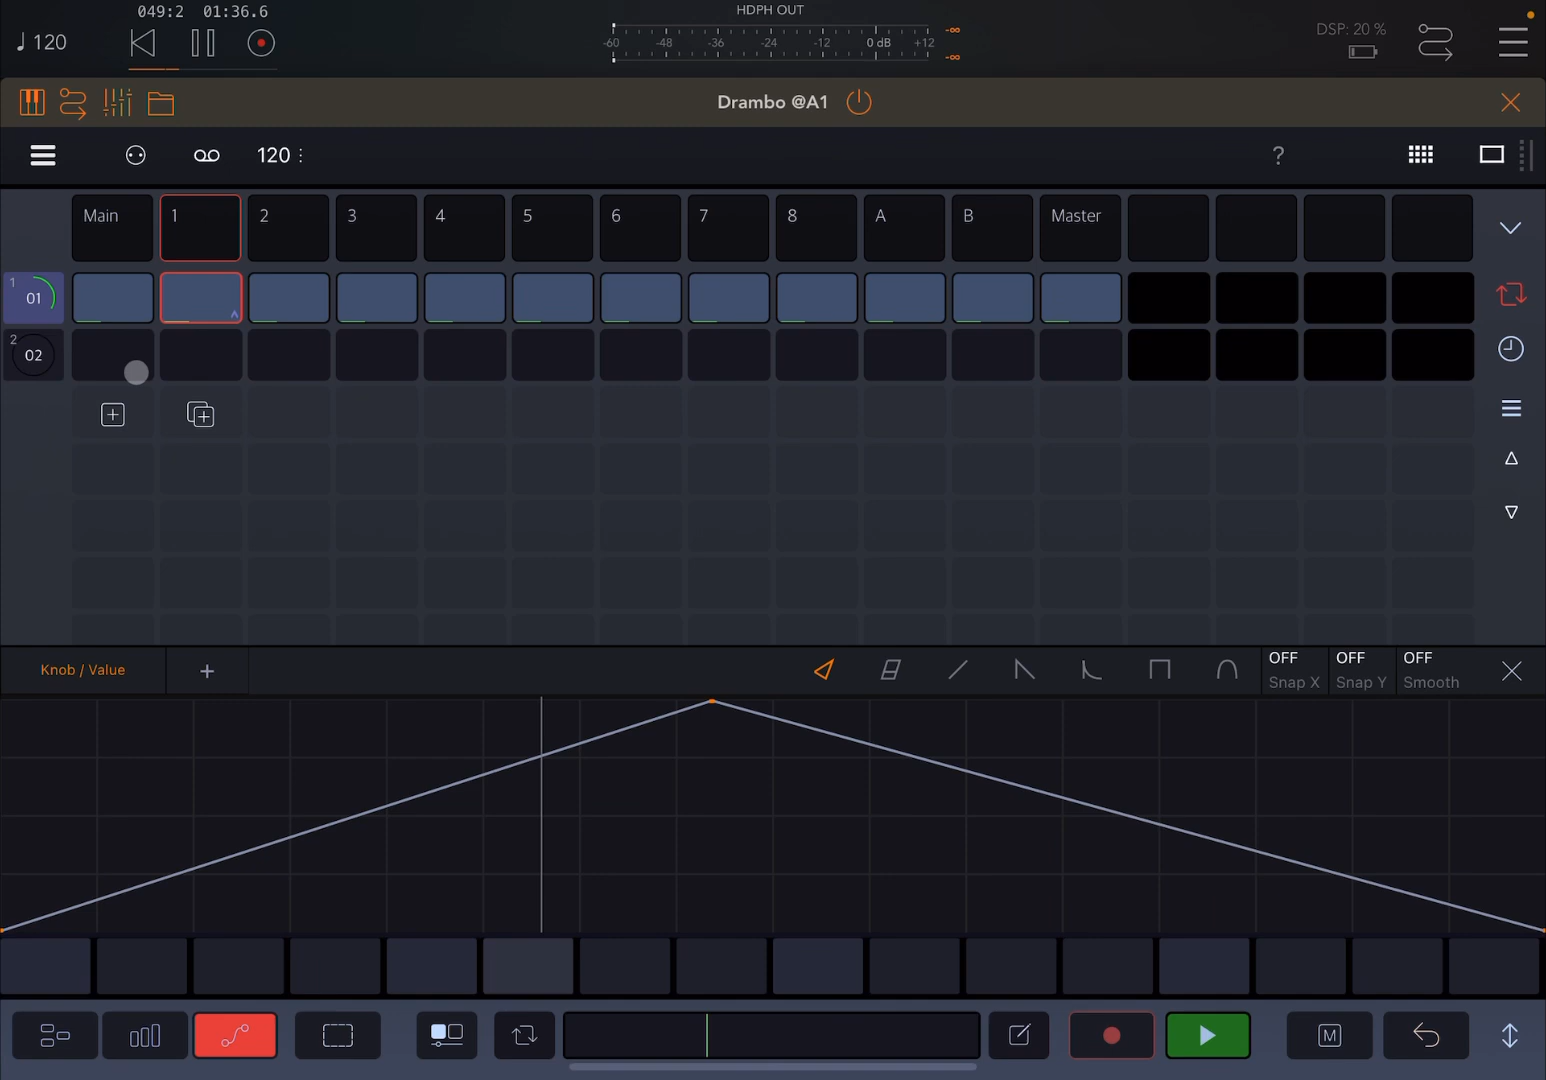 049:2 01:36.6
HDPH OUT
♩ 120
-60 -48 -36 -24 -12 0 dB +12
-∞
-∞
DSP: 20 %
Drambo @A1
120
?
Main 1 2 3 4 5 6 7 8 A B Master
1
01
2
02
Knob / Value
+
OFF
Snap X
OFF
Snap Y
OFF
Smooth
M